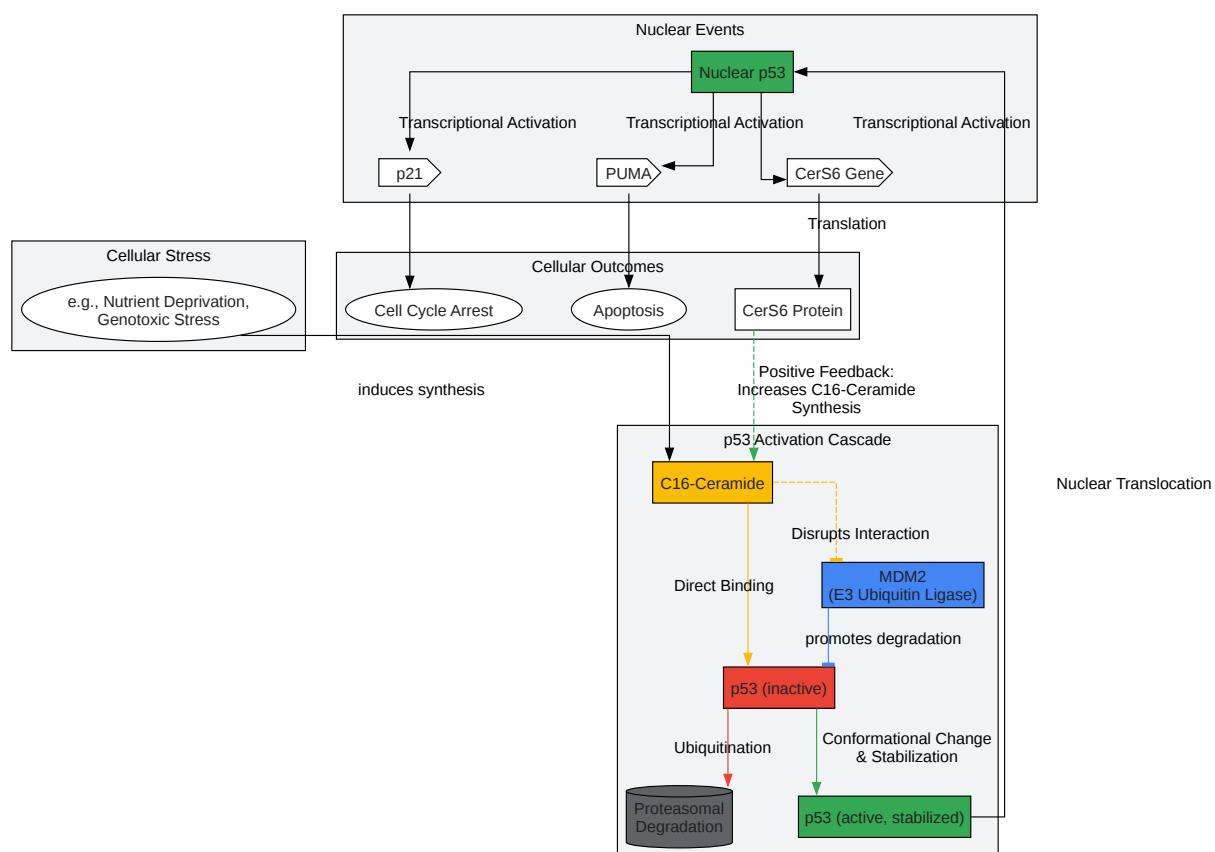 Nuclear Events
Nuclear p53
Transcriptional Activation
Transcriptional Activation
Transcriptional Activation
p21
PUMA
CerS6 Gene
Translation
Cellular Stress
e.g., Nutrient Deprivation,
Genotoxic Stress
Cellular Outcomes
Cell Cycle Arrest
Apoptosis
CerS6 Protein
induces synthesis
Positive Feedback:
Increases C16-Ceramide
Synthesis
p53 Activation Cascade
C16-Ceramide
Nuclear Translocation
Disrupts Interaction
Direct Binding
MDM2
(E3 Ubiquitin Ligase)
promotes degradation
p53 (inactive)
Ubiquitination
Conformational Change
& Stabilization
Proteasomal
Degradation
p53 (active, stabilized)